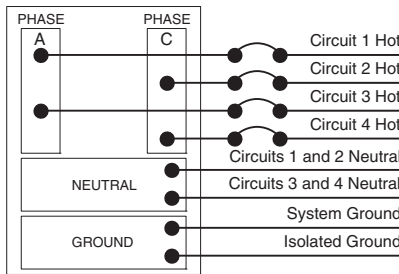 PHASE PHASE
A C
Circuit 1 Hot
Circuit 2 Hot
Circuit 3 Hot
Circuit 4 Hot
Circuits 1 and 2 Neutral
NEUTRAL
Circuits 3 and 4 Neutral
System Ground
GROUND
Isolated Ground